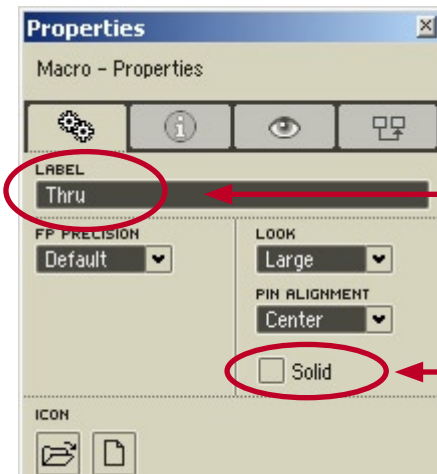 Properties
Macro – Properties
LABEL
Thru
FP PRECISION
Default
LOOK
Large
PIN ALIGNMENT
Center
Solid
ICON